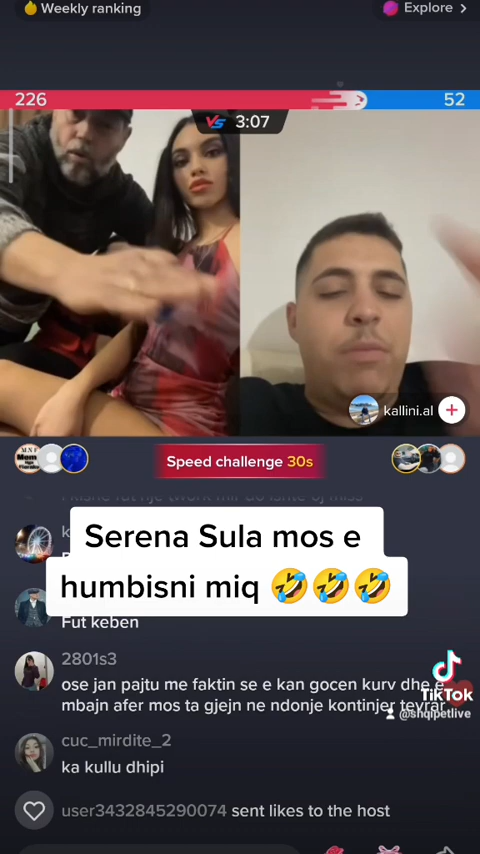 Weekly ranking
Explore >
226
52
VS 3:07
kallini.al
Speed challenge 30s
Serena Sula mos e
humbisni miq 🤣🤣🤣
Fut keben
2801s3
ose jan pajtu me faktin se e kan gocen kurv dhe e
mbajn afer mos ta gjejn ne ndonje kontinjer
TikTok
@shqipetlive
cuc_mirdite_2
ka kullu dhipi
user3432845290074 sent likes to the host